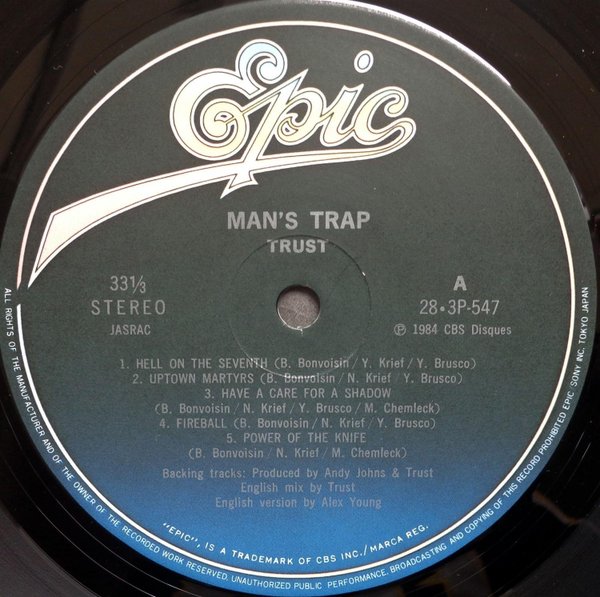 Epic
MAN'S TRAP
TRUST
33⅓
STEREO
JASRAC
A
28・3P-547
℗ 1984 CBS Disques
1. HELL ON THE SEVENTH (B. Bonvoisin / Y. Krief / Y. Brusco)
2. UPTOWN MARTYRS (B. Bonvoisin / N. Krief / Y. Brusco)
3. HAVE A CARE FOR A SHADOW
(B. Bonvoisin / N. Krief / Y. Brusco / M. Chemleck)
4. FIREBALL (B. Bonvoisin / N. Krief / Y. Brusco)
5. POWER OF THE KNIFE
(B. Bonvoisin / N. Krief / M. Chemleck)
Backing tracks: Produced by Andy Johns & Trust
English mix by Trust
English version by Alex Young
"EPIC", IS A TRADEMARK OF CBS INC./MARCA REG.
ALL RIGHTS OF THE MANUFACTURER AND OF THE OWNER OF THE RECORDED WORK RESERVED, UNAUTHORIZED PUBLIC PERFORMANCE, BROADCASTING AND COPYING OF THIS RECORD PROHIBITED EPIC SONY INC. TOKYO JAPAN